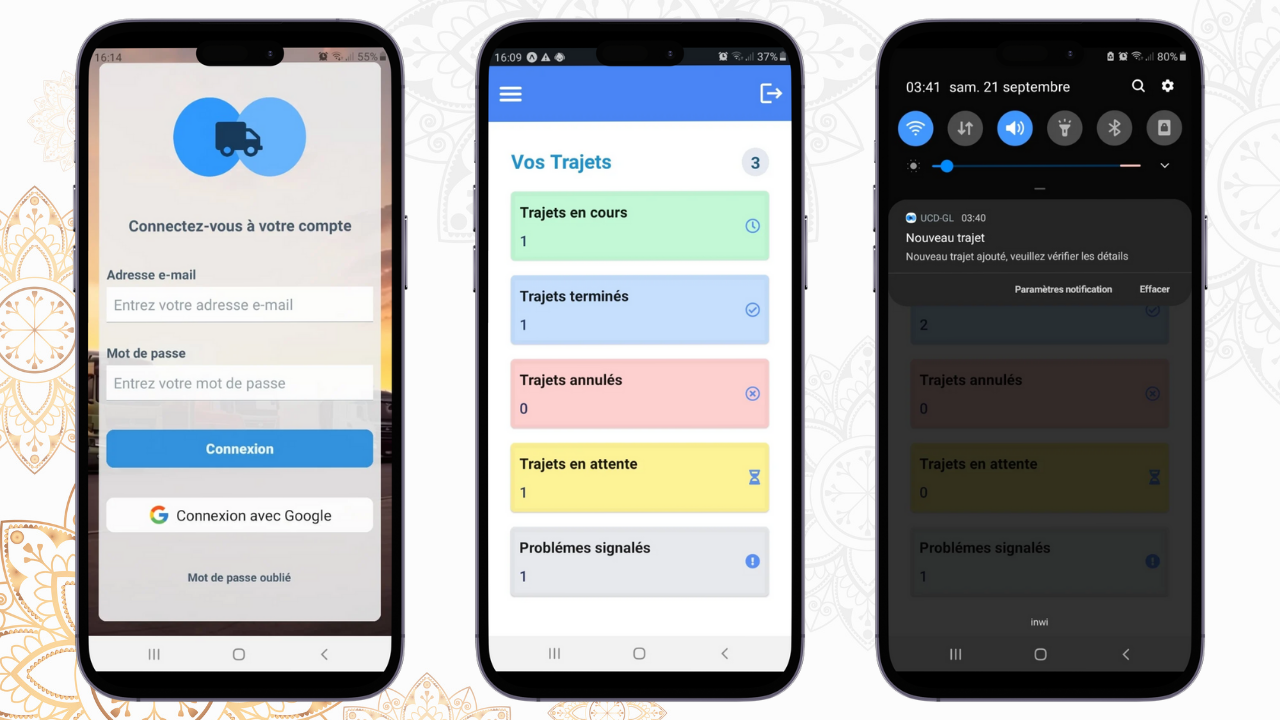 16:14
55%
Connectez-vous à votre compte
Adresse e-mail
Entrez votre adresse e-mail
Mot de passe
Entrez votre mot de passe
Connexion
Connexion avec Google
Mot de passe oublié
16:09
37%
Vos Trajets
3
Trajets en cours
1
Trajets terminés
1
Trajets annulés
0
Trajets en attente
1
Problémes signalés
1
80%
03:41 sam. 21 septembre
UCD-GL 03:40
Nouveau trajet
Nouveau trajet ajouté, veuillez vérifier les détails
Paramètres notification Effacer
2
Trajets annulés
0
Trajets en attente
0
Problémes signalés
1
inwi